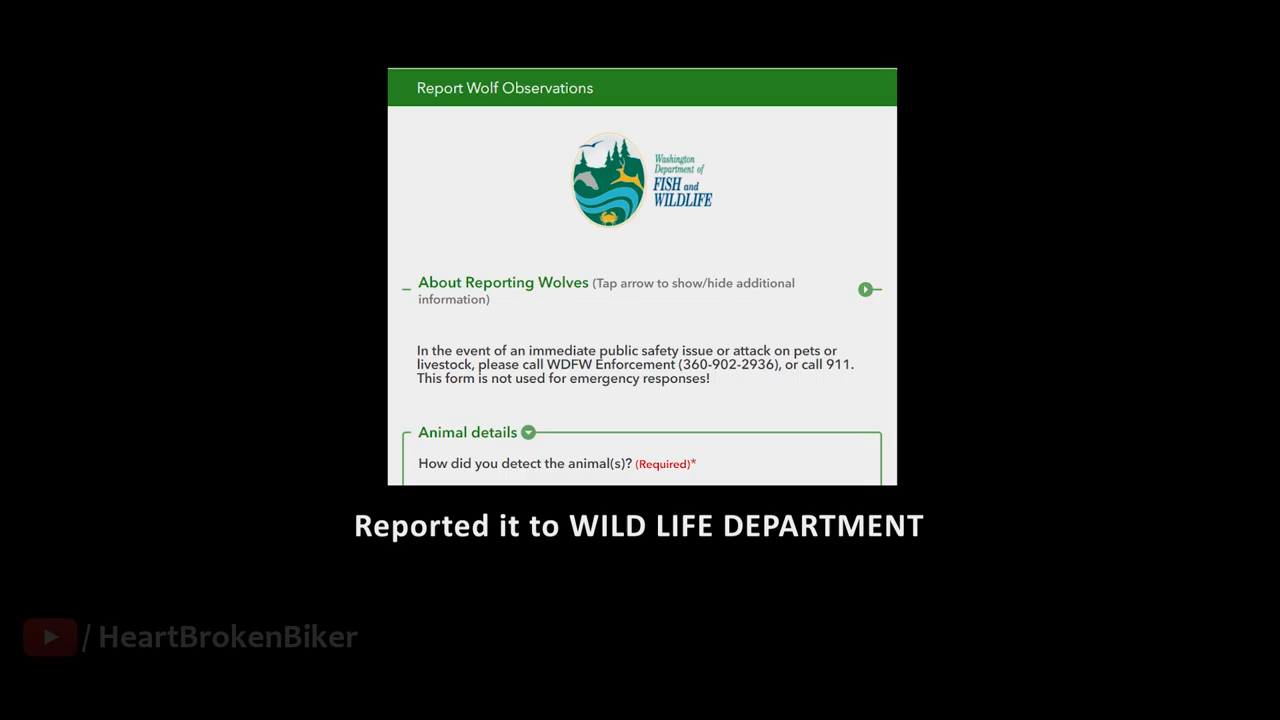 Report Wolf Observations
Washington
Department of
FISH and
WILDLIFE
About Reporting Wolves (Tap arrow to show/hide additional
information)
In the event of an immediate public safety issue or attack on pets or
livestock, please call WDFW Enforcement (360-902-2936), or call 911.
This form is not used for emergency responses!
Animal details
How did you detect the animal(s)? (Required)*
Reported it to WILD LIFE DEPARTMENT
/ HeartBrokenBiker